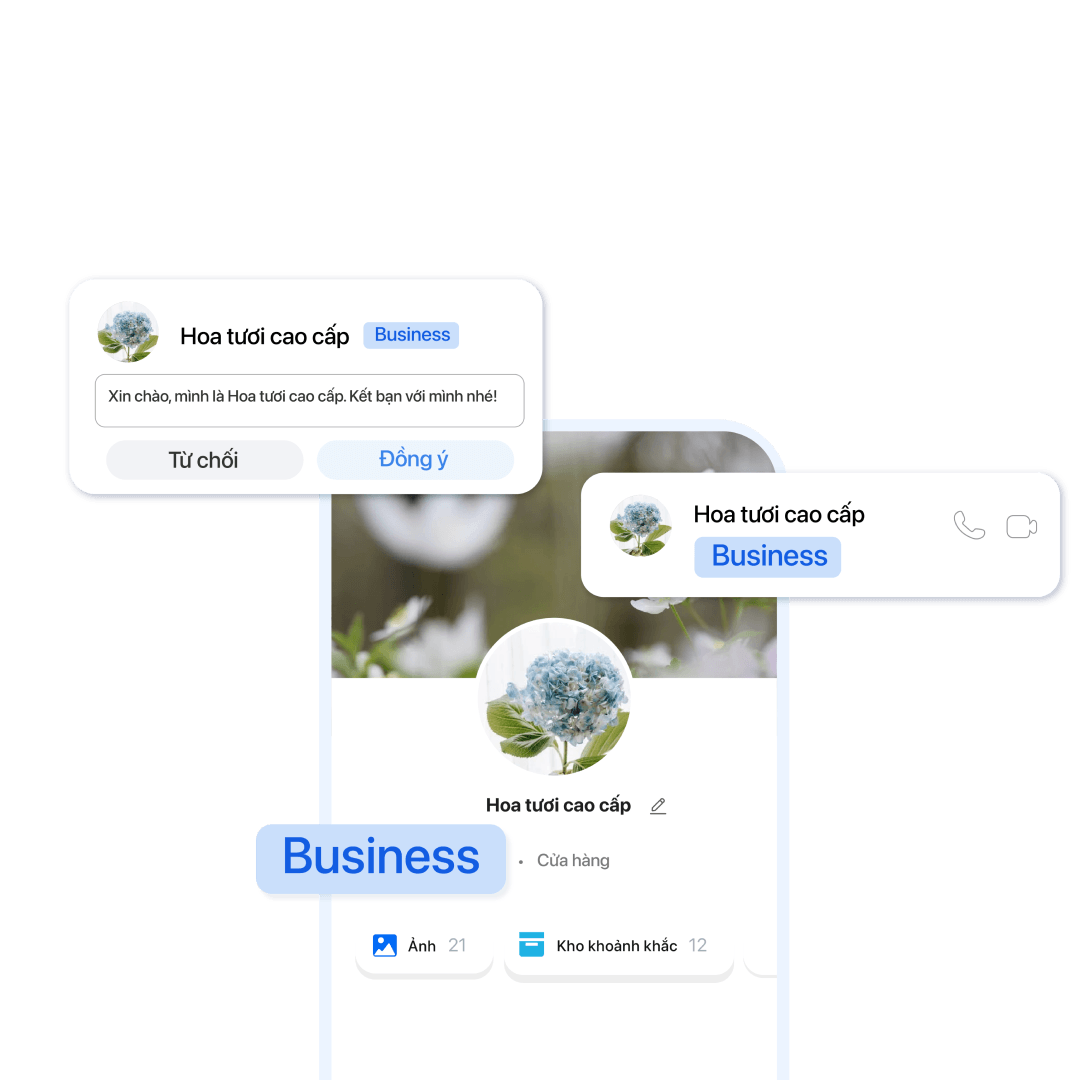 Hoa tươi cao cấp Business
Xin chào, mình là Hoa tươi cao cấp. Kết bạn với mình nhé!
Từ chối Đồng ý
Hoa tươi cao cấp
Business
Hoa tươi cao cấp
Business • Cửa hàng
Ảnh 21 Kho khoảnh khắc 12